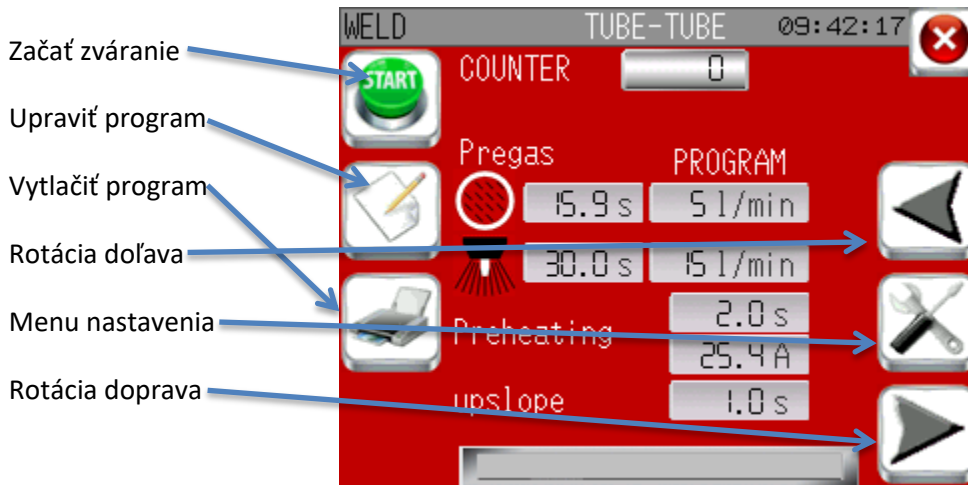 WELD TUBE-TUBE 09:42:17
Začať zváranie
START
COUNTER 0
Upraviť program
Pregas PROGRAM
Vytlačiť program
15.9 s 5 l/min
Rotácia doľava
30.0 s 15 l/min
Menu nastavenia
Preheating 2.0 s
25.4 A
Rotácia doprava
upslope 1.0 s